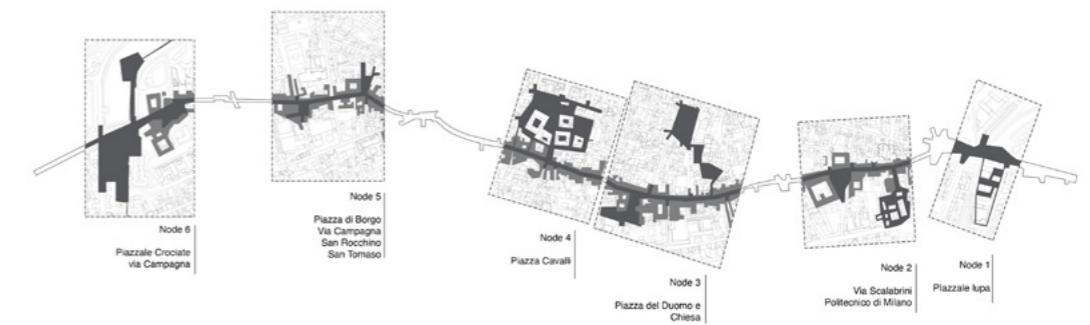 Node 6
Piazzale Crociate
via Campagna
Node 5
Piazza di Borgo
Via Campagna
San Rocchino
San Tomaso
Node 4
Piazza Cavalli
Node 3
Piazza del Duomo e
Chiesa
Node 2
Via Scalabrini
Politecnico di Milano
Node 1
Plazzale lupa